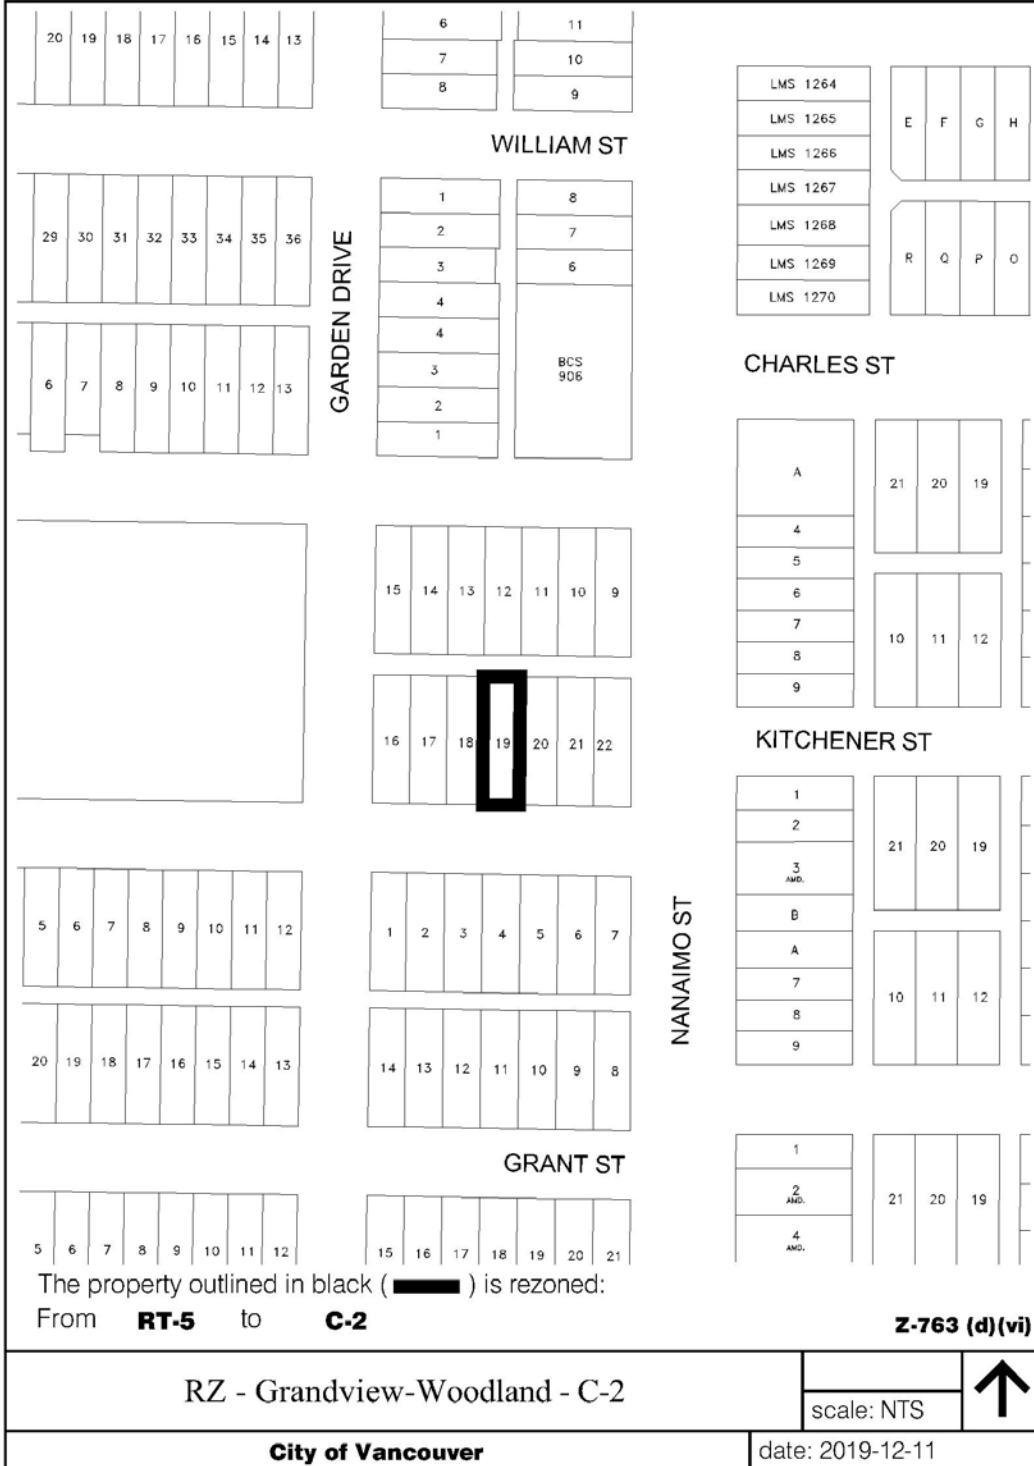 20 19 18 17 16 15 14 13
6 11
7 10
8 9
LMS 1264
LMS 1265
LMS 1266
LMS 1267
LMS 1268
LMS 1269
LMS 1270
E F G H
R Q P O
WILLIAM ST
29 30 31 32 33 34 35 36
6 7 8 9 10 11 12 13
GARDEN DRIVE
1
2
3
4
4
3
2
1
8
7
6
BCS
906
CHARLES ST
A
4
5
6
7
8
9
21 20 19
10 11 12
15 14 13 12 11 10 9
16 17 18 19 20 21 22
KITCHENER ST
1
2
3
AMD.
B
A
7
8
9
21 20 19
10 11 12
NANAIMO ST
5 6 7 8 9 10 11 12
1 2 3 4 5 6 7
20 19 18 17 16 15 14 13
14 13 12 11 10 9 8
GRANT ST
1
2
AMD.
4
AMD.
21 20 19
5 6 7 8 9 10 11 12
15 16 17 18 19 20 21
The property outlined in black ( ) is rezoned:
From RT-5 to C-2
Z-763 (d)(vi)
RZ - Grandview-Woodland - C-2
scale: NTS
City of Vancouver
date: 2019-12-11